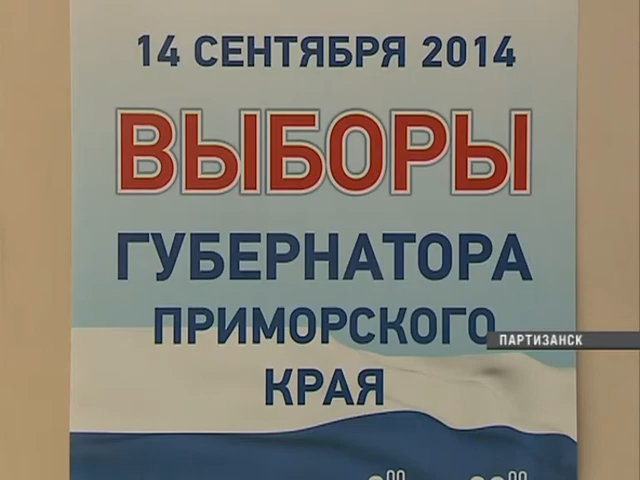 14 СЕНТЯБРЯ 2014
ВЫБОРЫ
ГУБЕРНАТОРА
ПРИМОРСКОГО
ПАРТИЗАНСК
КРАЯ